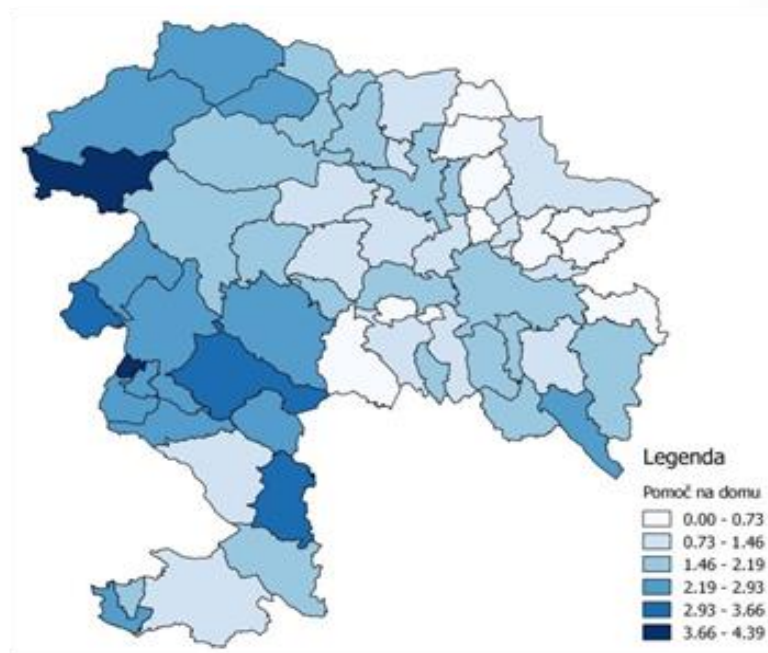 Legenda
Pomoč na domu
0.00 - 0.73
0.73 - 1.46
1.46 - 2.19
2.19 - 2.93
2.93 - 3.66
3.66 - 4.39